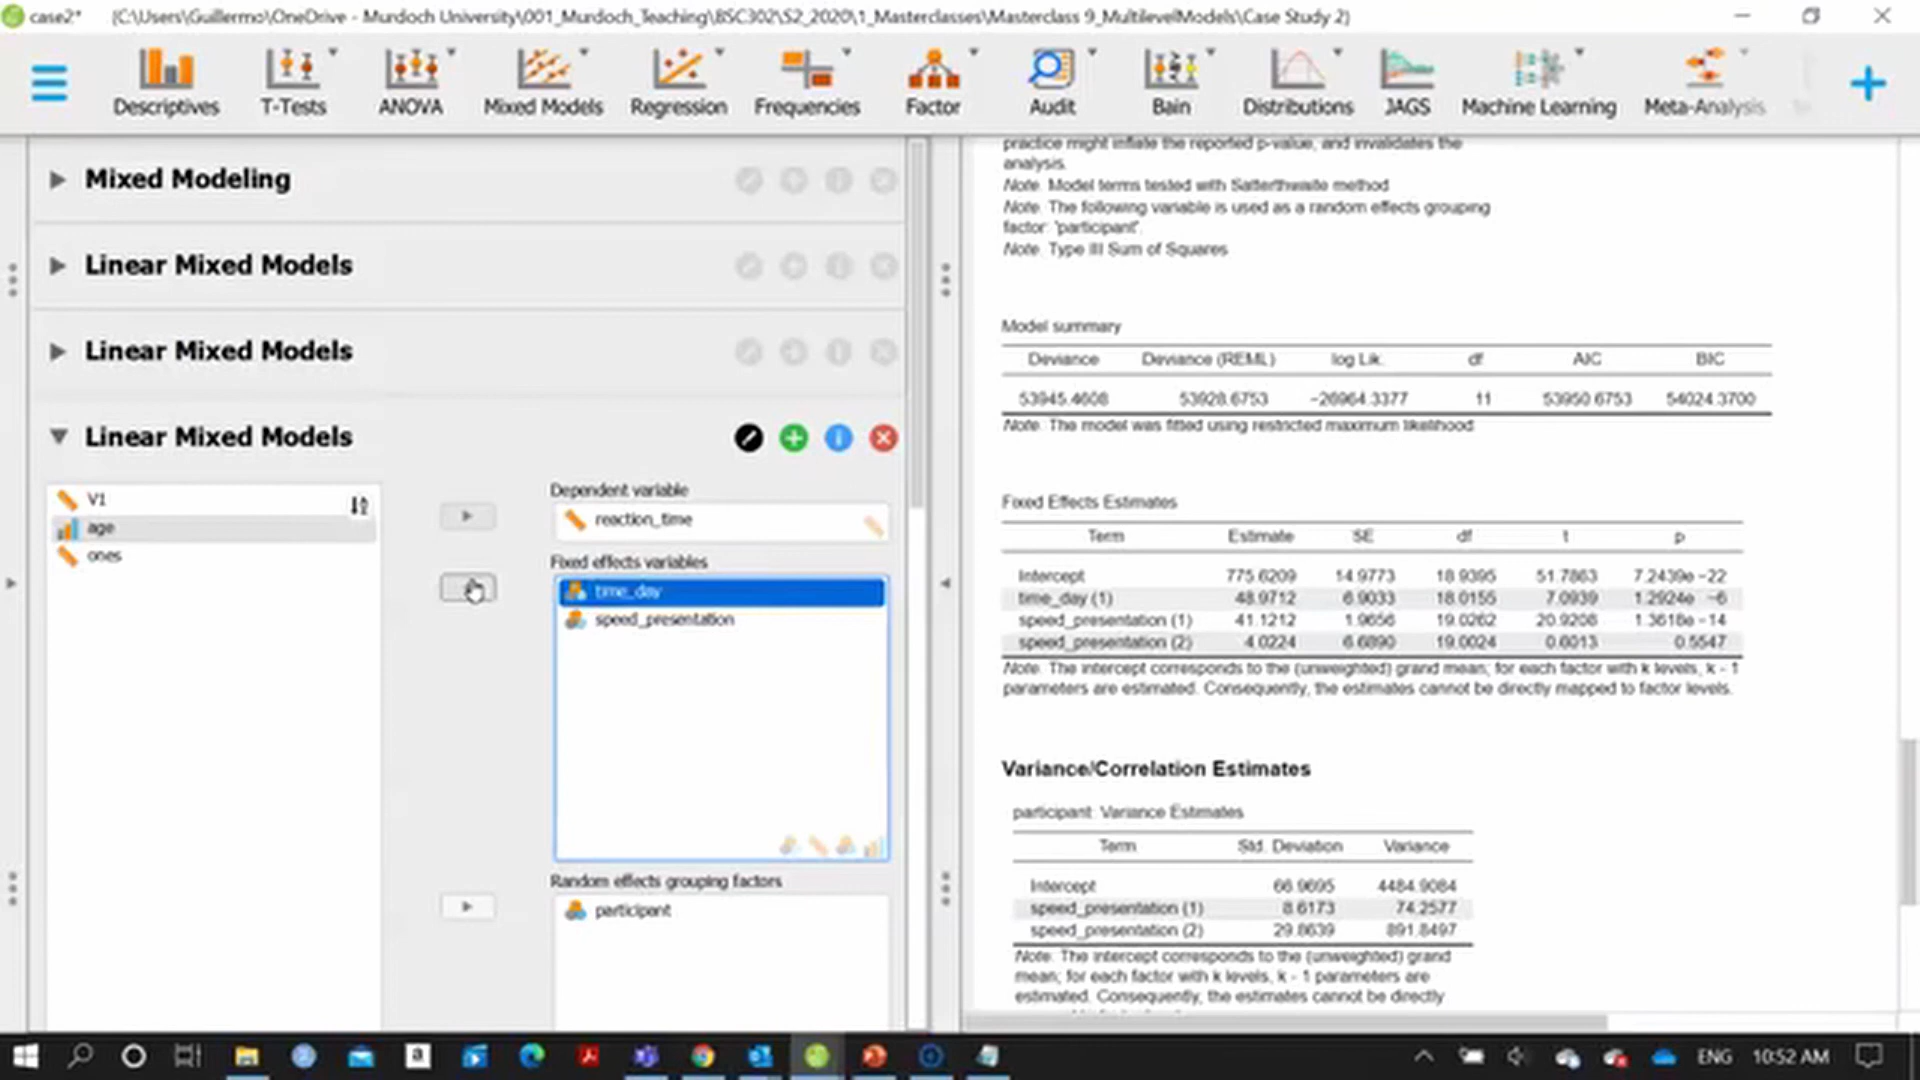 case2* (C:\Users\Guillermo\OneDrive - Murdoch University\001_Murdoch_Teaching\BSC302\S2_2020\1_Masterclasses\Masterclass 9_MultilevelModels\Case Study 2)
Descriptives T-Tests ANOVA Mixed Models Regression Frequencies Factor Audit Bain Distributions JAGS Machine Learning Meta-Analysis
Mixed Modeling
Linear Mixed Models
Linear Mixed Models
Linear Mixed Models
V1
age
ones
Dependent variable
reaction_time
Fixed effects variables
time_day
speed_presentation
Random effects grouping factors
participant
practice might inflate the reported p-value, and invalidates the
analysis.
Note. Model terms tested with Satterthwaite method
Note. The following variable is used as a random effects grouping
factor: 'participant'.
Note. Type III Sum of Squares
Model summary
Deviance Deviance (REML) log Lik. df AIC BIC
53945.4608 53928.6753 −26964.3377 11 53950.6753 54024.3700
Note. The model was fitted using restricted maximum likelihood
Fixed Effects Estimates
Term Estimate SE df t p
Intercept 775.6209 14.9773 18.9395 51.7863 7.2439e −22
time_day (1) 48.9712 6.9033 18.0155 7.0939 1.2924e −6
speed_presentation (1) 41.1212 1.9656 19.0262 20.9208 1.3618e −14
speed_presentation (2) 4.0224 6.6890 19.0024 0.6013 0.5547
Note. The intercept corresponds to the (unweighted) grand mean; for each factor with k levels, k - 1
parameters are estimated. Consequently, the estimates cannot be directly mapped to factor levels.
Variance/Correlation Estimates
participant: Variance Estimates
Term Std. Deviation Variance
Intercept 66.9695 4484.9084
speed_presentation (1) 8.6173 74.2577
speed_presentation (2) 29.8639 891.8497
Note. The intercept corresponds to the (unweighted) grand
mean; for each factor with k levels, k - 1 parameters are
estimated. Consequently, the estimates cannot be directly
ENG 10:52 AM